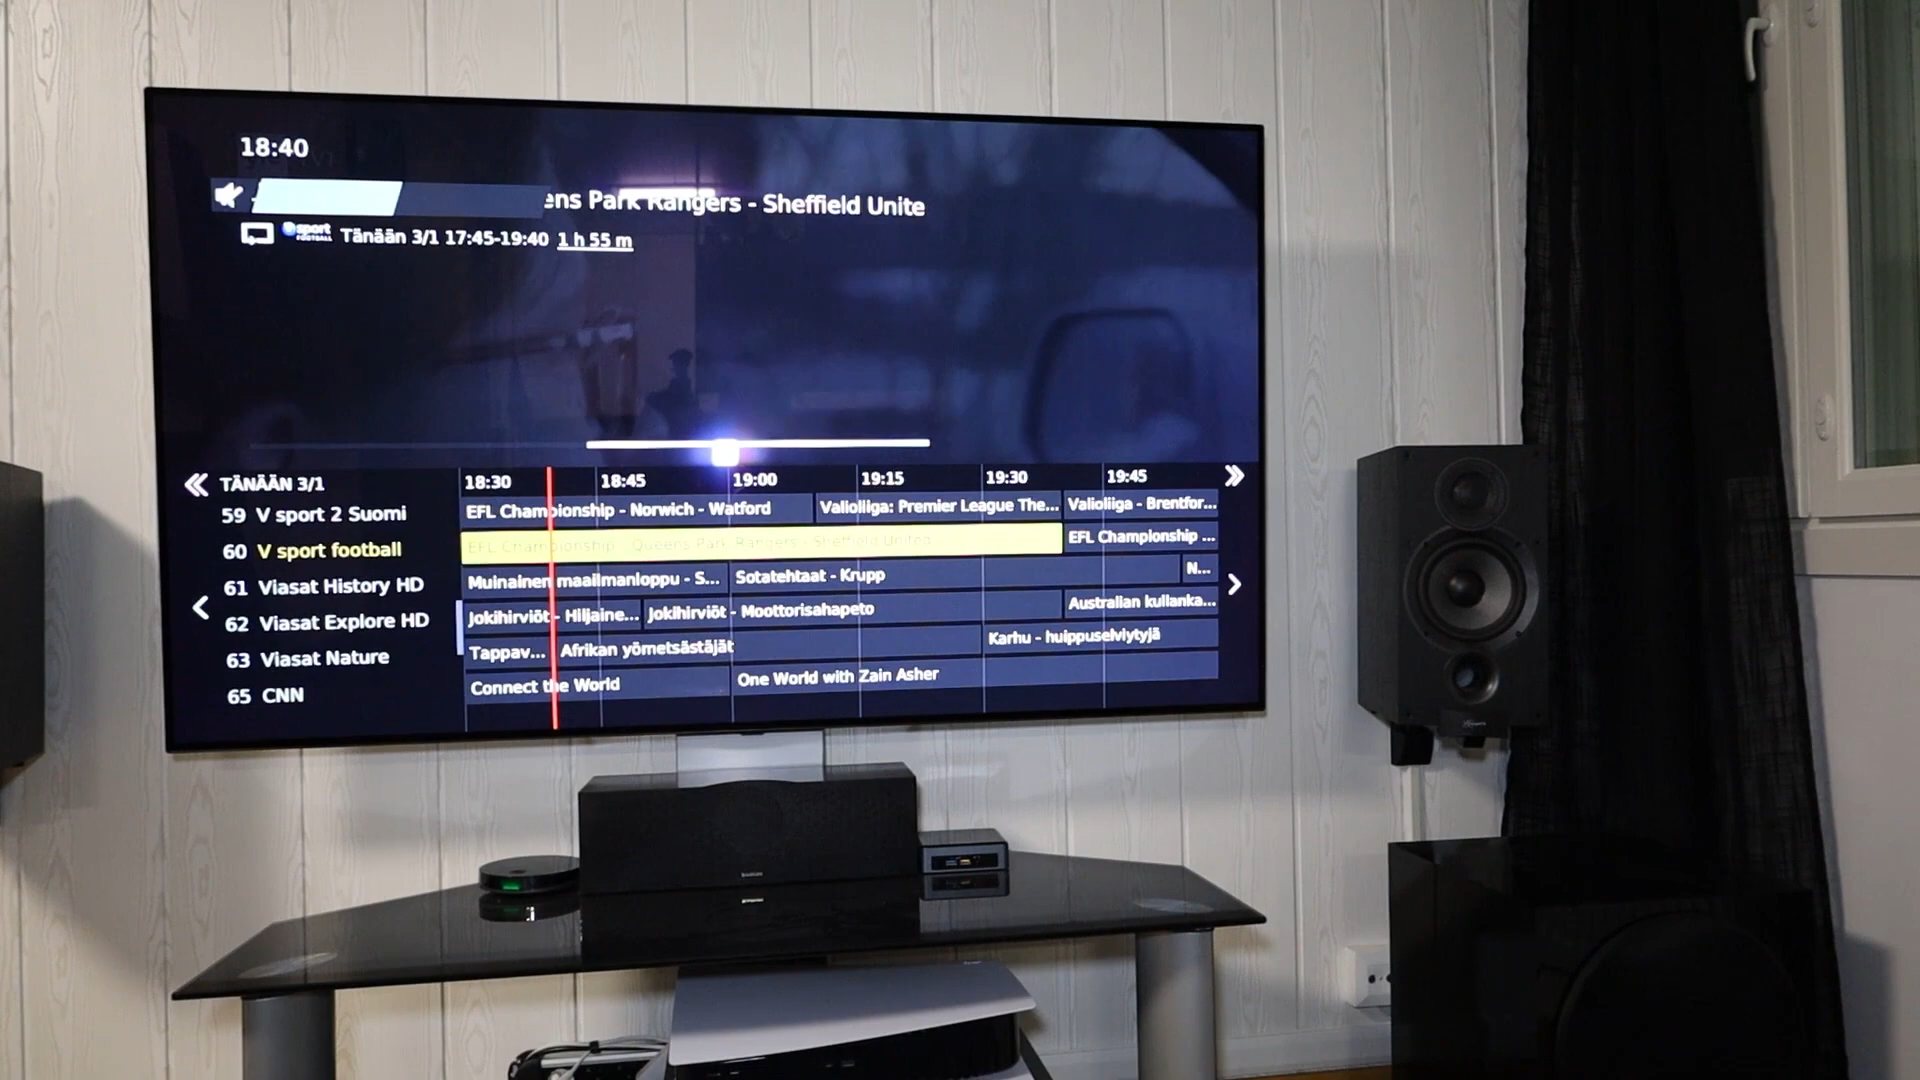 18:40
ens Park Rangers - Sheffield Unite
sport FOOTBALL Tänään 3/1 17:45-19:40 1 h 55 m
TÄNÄÄN 3/1 18:30 18:45 19:00 19:15 19:30 19:45
59 V sport 2 Suomi EFL Championship - Norwich - Watford Valioliiga: Premier League The... Valioliiga - Brentfor...
60 V sport football EFL Championship - Queens Park Rangers - Sheffield United EFL Championship ...
61 Viasat History HD Muinainen maailmanloppu - S... Sotatehtaat - Krupp N...
62 Viasat Explore HD Jokihirviöt - Hiljaine... Jokihirviöt - Moottorisahapeto Australian kullanka...
63 Viasat Nature Tappav... Afrikan yömetsästäjät Karhu - huippuselviytyjä
65 CNN Connect the World One World with Zain Asher